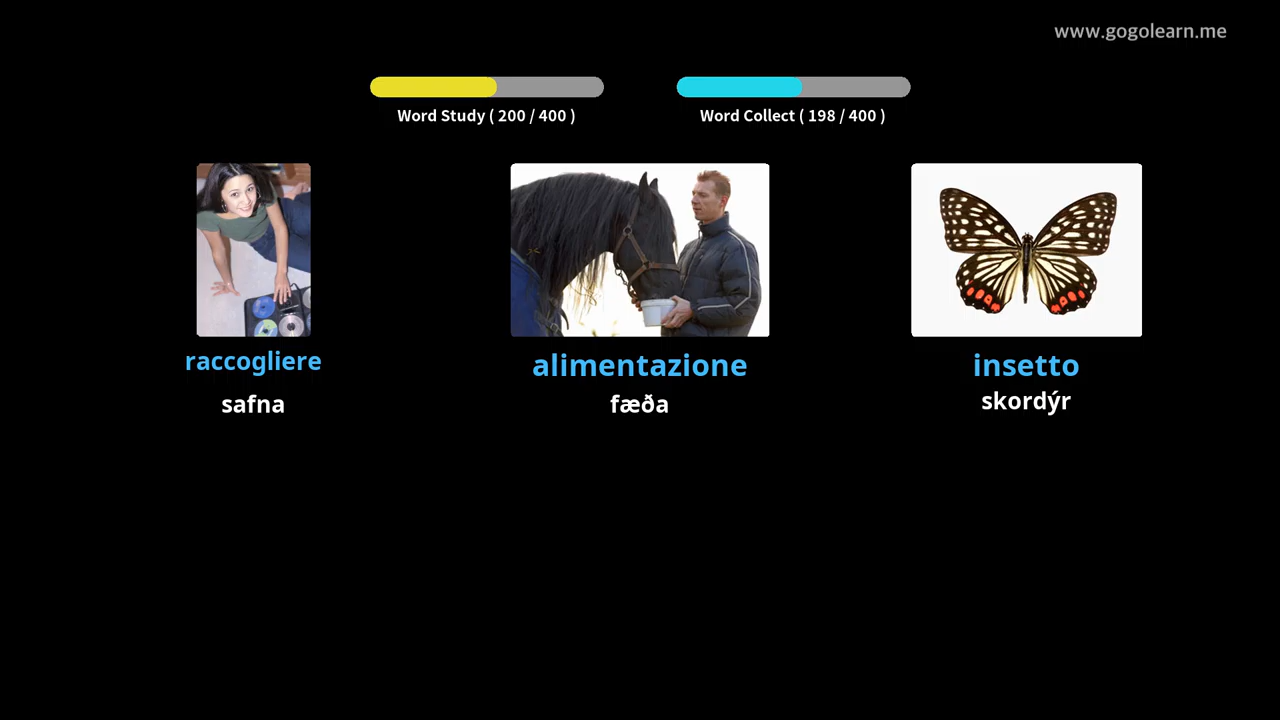 www.gogolearn.me
Word Study ( 200 / 400 )
Word Collect ( 198 / 400 )
raccogliere
safna
alimentazione
fæða
insetto
skordýr